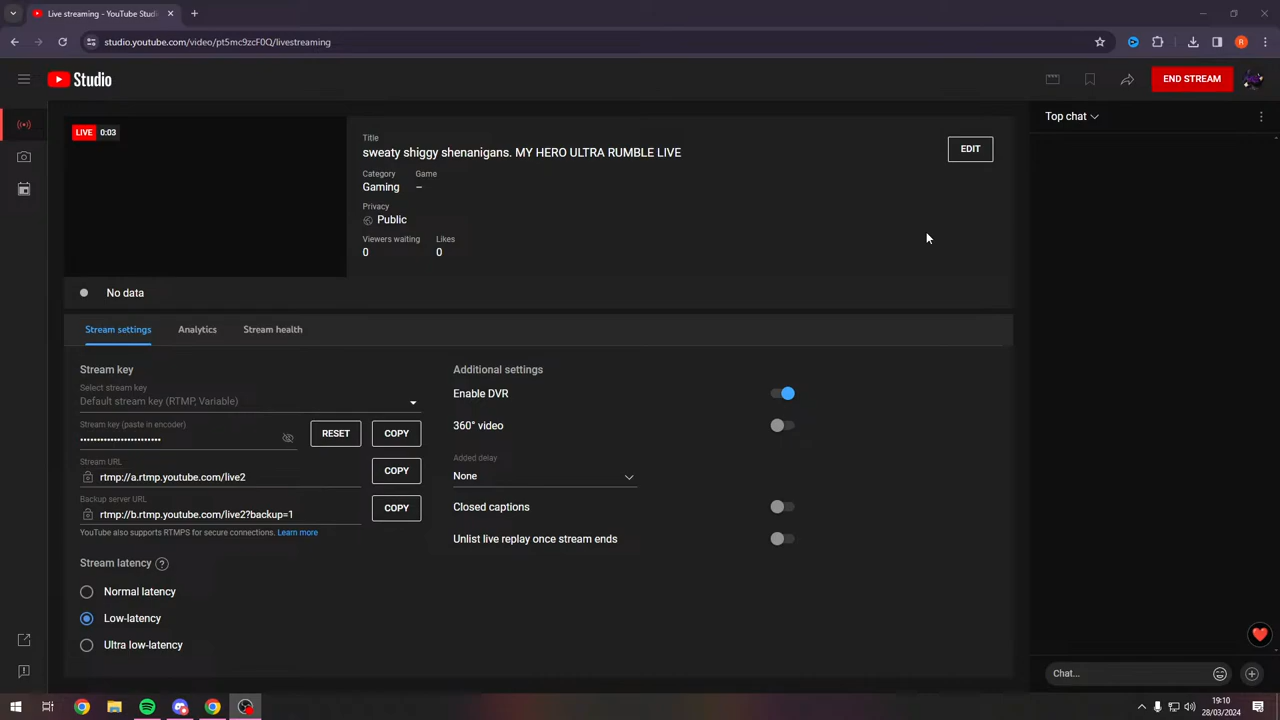 Live streaming - YouTube Studi
studio.youtube.com/video/pt5mc9zcF0Q/livestreaming
R
Studio
END STREAM
LIVE 0:03
Title
sweaty shiggy shenanigans. MY HERO ULTRA RUMBLE LIVE
EDIT
Category Game
Gaming –
Privacy
Public
Viewers waiting Likes
0 0
No data
Top chat
Stream settings Analytics Stream health
Stream key
Select stream key
Default stream key (RTMP, Variable)
Stream key (paste in encoder)
••••••••••••••••••••••••
RESET COPY
Stream URL
rtmp://a.rtmp.youtube.com/live2
COPY
Backup server URL
rtmp://b.rtmp.youtube.com/live2?backup=1
COPY
YouTube also supports RTMPS for secure connections. Learn more
Stream latency ?
Normal latency
Low-latency
Ultra low-latency
Additional settings
Enable DVR
360° video
Added delay
None
Closed captions
Unlist live replay once stream ends
Chat...
19:10
28/03/2024